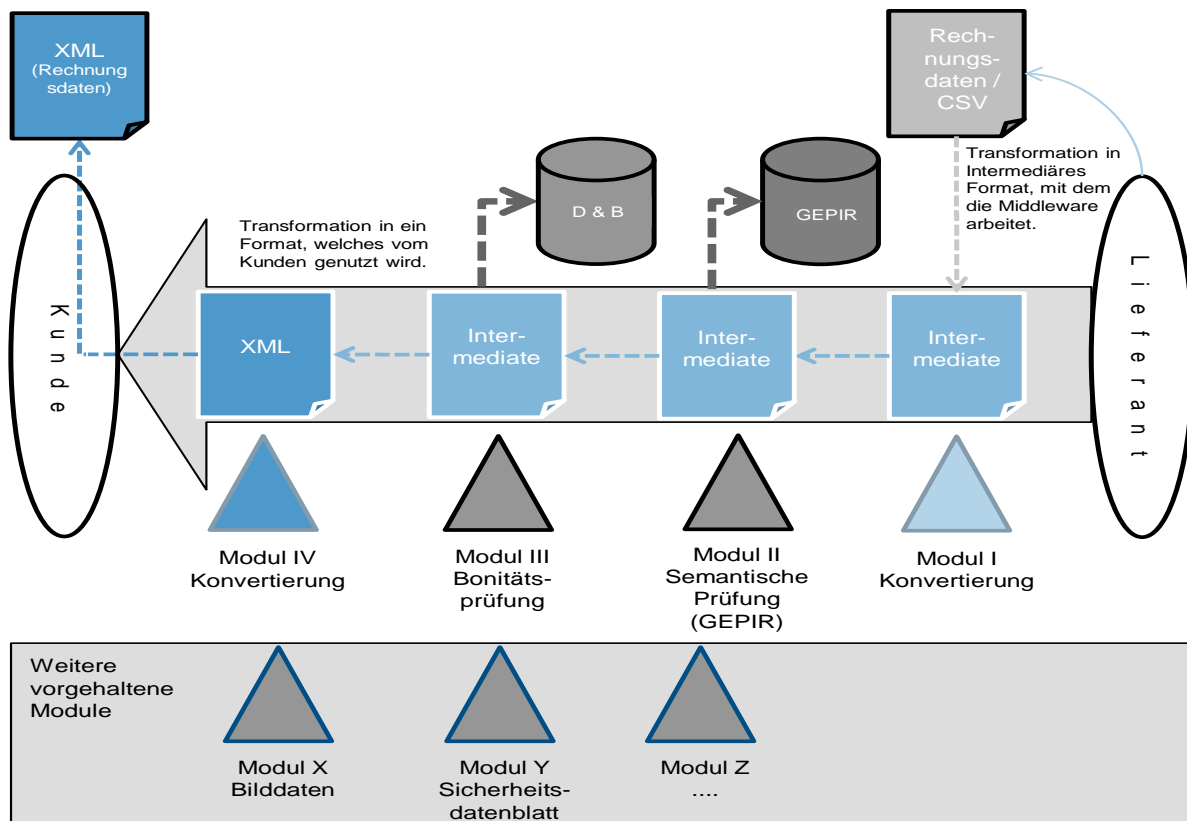 XML
(Rechnung
sdaten)
Rech-
nungs-
daten /
CSV
Transformation in
Intermediäres
Format, mit dem
die Middleware
arbeitet.
D & B
GEPIR
Transformation in ein
Format, welches vom
Kunden genutzt wird.
Kunde
XML
Inter-
mediate
Inter-
mediate
Inter-
mediate
Lieferant
Modul IV
Konvertierung
Modul III
Bonitäts-
prüfung
Modul II
Semantische
Prüfung
(GEPIR)
Modul I
Konvertierung
Weitere
vorgehaltene
Module
Modul X
Bilddaten
Modul Y
Sicherheits-
datenblatt
Modul Z
....